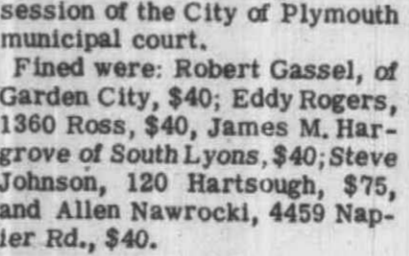 session of the City of Plymouth
municipal court.
Fined were: Robert Gassel, of
Garden City, $40; Eddy Rogers,
1360 Ross, $40, James M. Har-
grove of South Lyons, $40; Steve
Johnson, 120 Hartsough, $75,
and Allen Nawrocki, 4459 Nap-
ier Rd., $40.